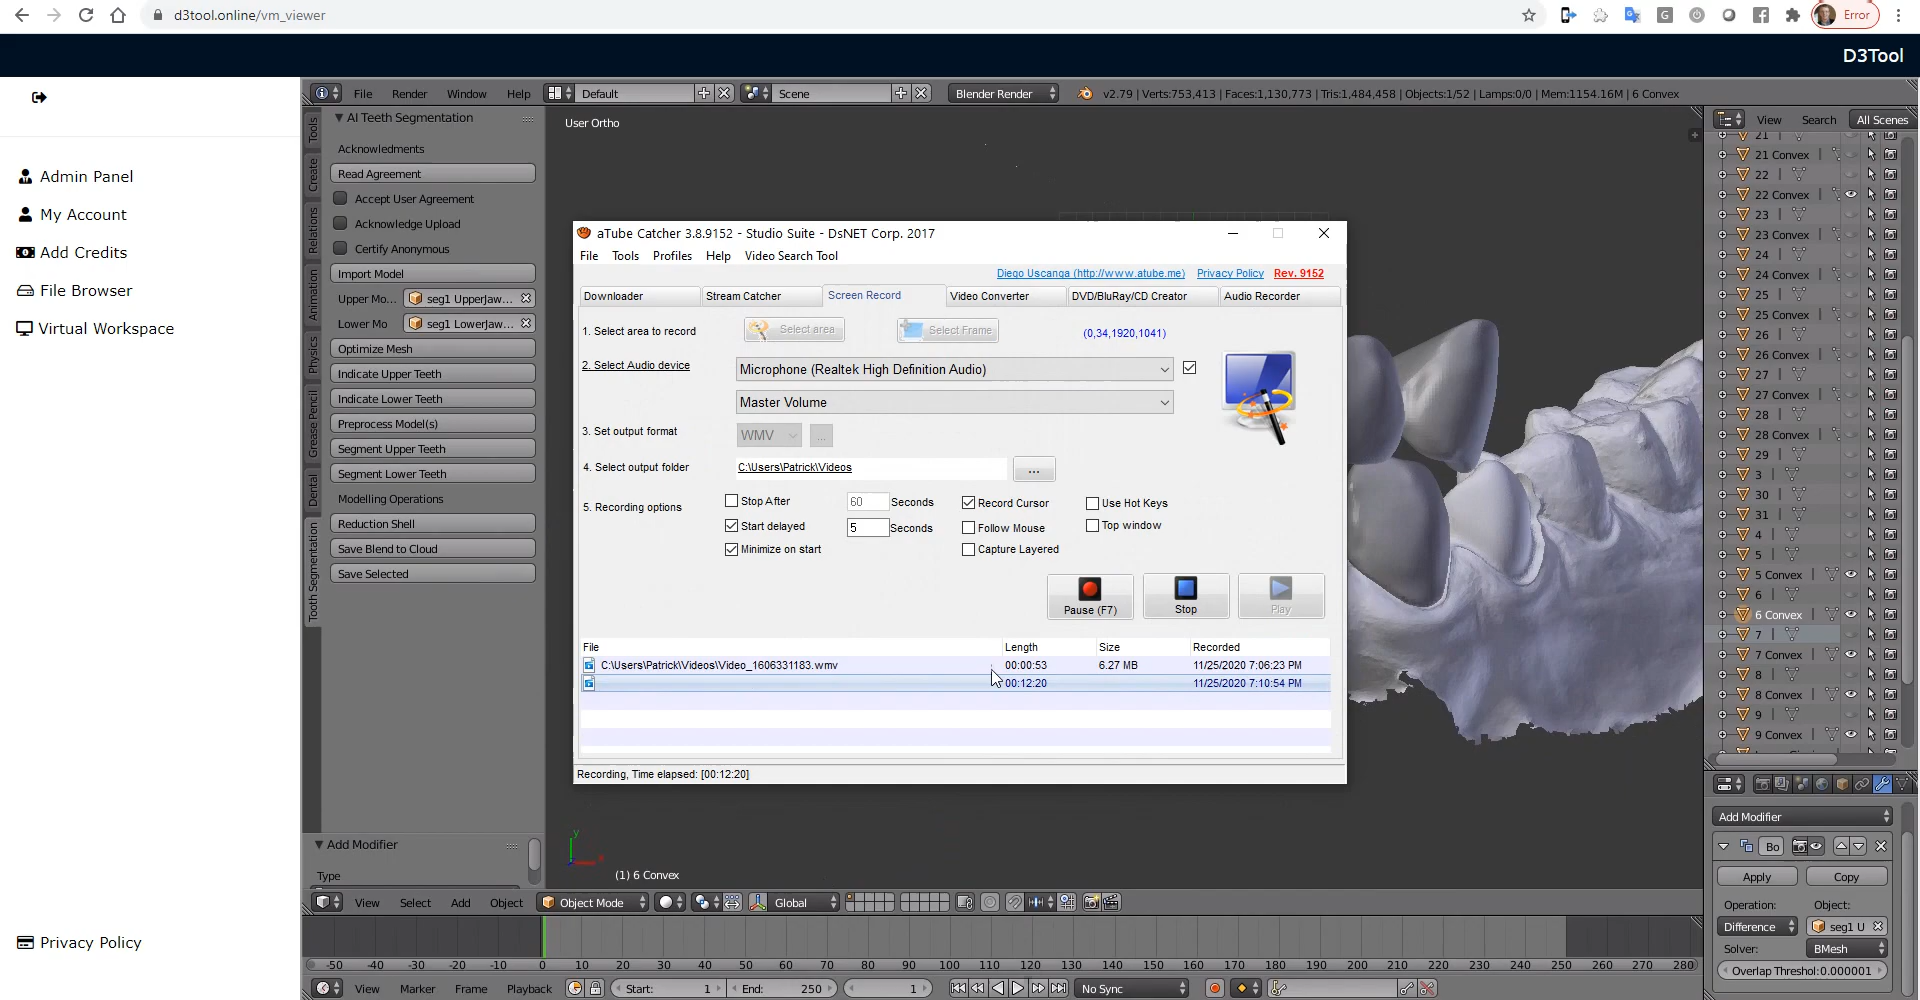 d3tool.online/vm_viewer
Error
D3Tool
Admin Panel
My Account
Add Credits
File Browser
Virtual Workspace
Privacy Policy
File Render Window Help Default Scene Blender Render v2.79 | Verts:753,413 | Faces:1,130,773 | Tris:1,484,458 | Objects:1/52 | Lamps:0/0 | Mem:1154.16M | 6 Convex
Tools
Create
Relations
Animation
Physics
Grease Pencil
Dental
Tooth Segmentation
AI Teeth Segmentation
Acknowledments
Read Agreement
Accept User Agreement
Acknowledge Upload
Certify Anonymous
Import Model
Upper Mo... seg1 UpperJaw...
Lower Mo seg1 LowerJaw...
Optimize Mesh
Indicate Upper Teeth
Indicate Lower Teeth
Preprocess Model(s)
Segment Upper Teeth
Segment Lower Teeth
Modelling Operations
Reduction Shell
Save Blend to Cloud
Save Selected
Add Modifier
Type
User Ortho
aTube Catcher 3.8.9152 - Studio Suite - DsNET Corp. 2017
File Tools Profiles Help Video Search Tool
Diego Uscanga (http://www.atube.me) Privacy Policy Rev. 9152
Downloader Stream Catcher Screen Record Video Converter DVD/BluRay/CD Creator Audio Recorder
1. Select area to record Select area Select Frame (0,34,1920,1041)
2. Select Audio device Microphone (Realtek High Definition Audio)
Master Volume
3. Set output format WMV ...
4. Select output folder C:\Users\Patrick\Videos ...
5. Recording options
Stop After 60 Seconds Record Cursor Use Hot Keys
Start delayed 5 Seconds Follow Mouse Top window
Minimize on start Capture Layered
Pause (F7) Stop Play
File Length Size Recorded
C:\Users\Patrick\Videos\Video_1606331183.wmv 00:00:53 6.27 MB 11/25/2020 7:06:23 PM
00:12:20 11/25/2020 7:10:54 PM
Recording, Time elapsed: [00:12:20]
y
(1) 6 Convex
View Select Add Object Object Mode Global
-50 -40 -30 -20 -10 0 10 20 30 40 50 60 70 80 90 100 110 120 130 140 150 160 170 180 190 200 210 220 230 240 250 260 270 280
View Marker Frame Playback Start: 1 End: 250 1 No Sync
View Search All Scenes
21
21 Convex
22
22 Convex
23
23 Convex
24
24 Convex
25
25 Convex
26
26 Convex
27
27 Convex
28
28 Convex
29
3
30
31
4
5
5 Convex
6
6 Convex
7
7 Convex
8
8 Convex
9
9 Convex
Add Modifier
Bo
Apply Copy
Operation: Object:
Difference seg1 U
Solver: BMesh
Overlap Threshol:0.000001